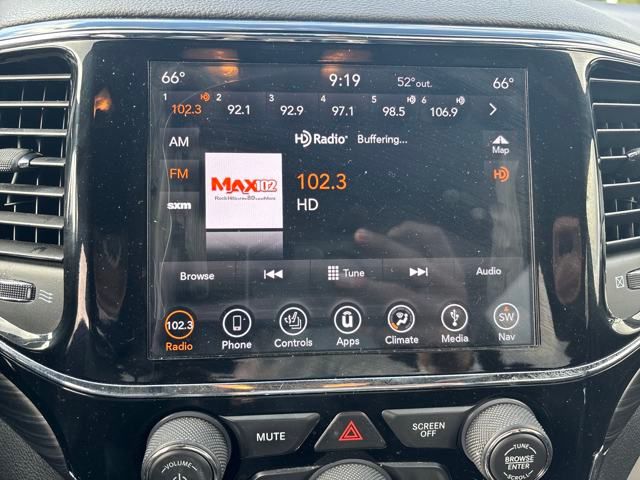 66° 9:19 52° out. 66°
1 2 3 4 5 6
102.3 92.1 92.9 97.1 98.5 106.9
AM HD Radio Buffering... Map
FM MAX102 102.3 HD
sxm HD
Browse Tune Audio
102.3 SW
Radio Phone Controls Apps Climate Media Nav
MUTE SCREEN OFF
VOLUME TUNE
BROWSE
ENTER
SCROLL